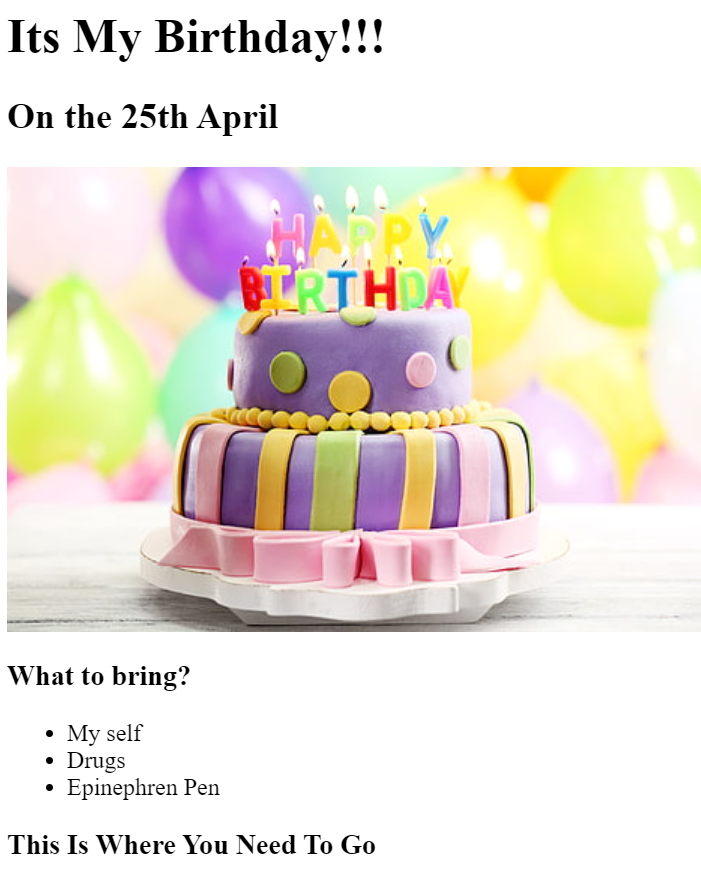 Its My Birthday!!!
On the 25th April
HAPPY
BIRTHDAY
What to bring?
My self
Drugs
Epinephren Pen
This Is Where You Need To Go